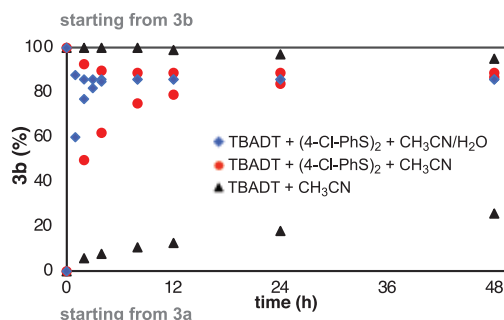 starting from 3b
100
80
60
40
20
0
3b (%)
TBADT + (4-Cl-PhS)₂ + CH₃CN/H₂O
TBADT + (4-Cl-PhS)₂ + CH₃CN
TBADT + CH₃CN
0 12 24 36 48
time (h)
starting from 3a